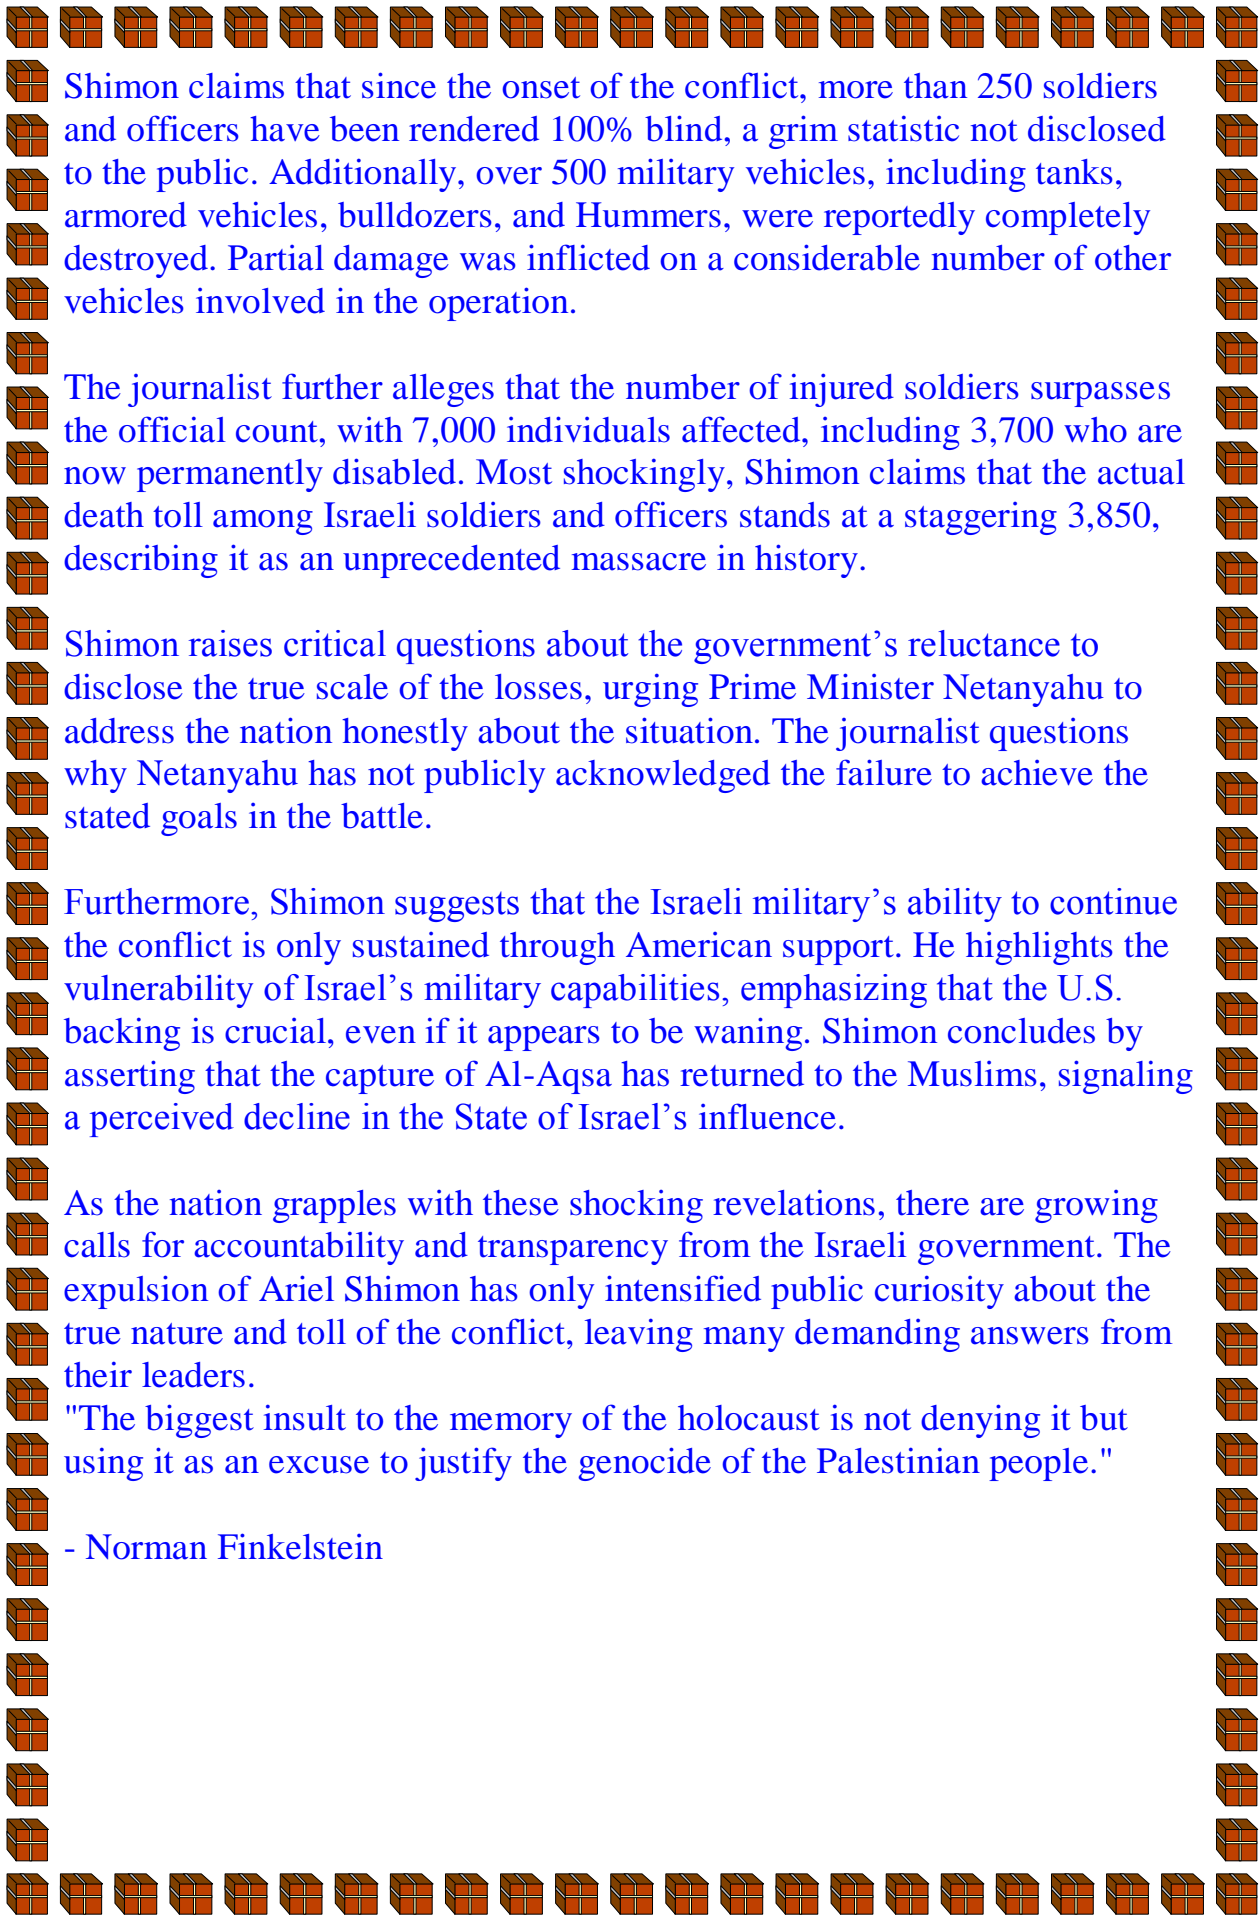 Shimon claims that since the onset of the conflict, more than 250 soldiers
and officers have been rendered 100% blind, a grim statistic not disclosed
to the public. Additionally, over 500 military vehicles, including tanks,
armored vehicles, bulldozers, and Hummers, were reportedly completely
destroyed. Partial damage was inflicted on a considerable number of other
vehicles involved in the operation.
The journalist further alleges that the number of injured soldiers surpasses
the official count, with 7,000 individuals affected, including 3,700 who are
now permanently disabled. Most shockingly, Shimon claims that the actual
death toll among Israeli soldiers and officers stands at a staggering 3,850,
describing it as an unprecedented massacre in history.
Shimon raises critical questions about the government’s reluctance to
disclose the true scale of the losses, urging Prime Minister Netanyahu to
address the nation honestly about the situation. The journalist questions
why Netanyahu has not publicly acknowledged the failure to achieve the
stated goals in the battle.
Furthermore, Shimon suggests that the Israeli military’s ability to continue
the conflict is only sustained through American support. He highlights the
vulnerability of Israel’s military capabilities, emphasizing that the U.S.
backing is crucial, even if it appears to be waning. Shimon concludes by
asserting that the capture of Al-Aqsa has returned to the Muslims, signaling
a perceived decline in the State of Israel’s influence.
As the nation grapples with these shocking revelations, there are growing
calls for accountability and transparency from the Israeli government. The
expulsion of Ariel Shimon has only intensified public curiosity about the
true nature and toll of the conflict, leaving many demanding answers from
their leaders.
"The biggest insult to the memory of the holocaust is not denying it but
using it as an excuse to justify the genocide of the Palestinian people."
- Norman Finkelstein